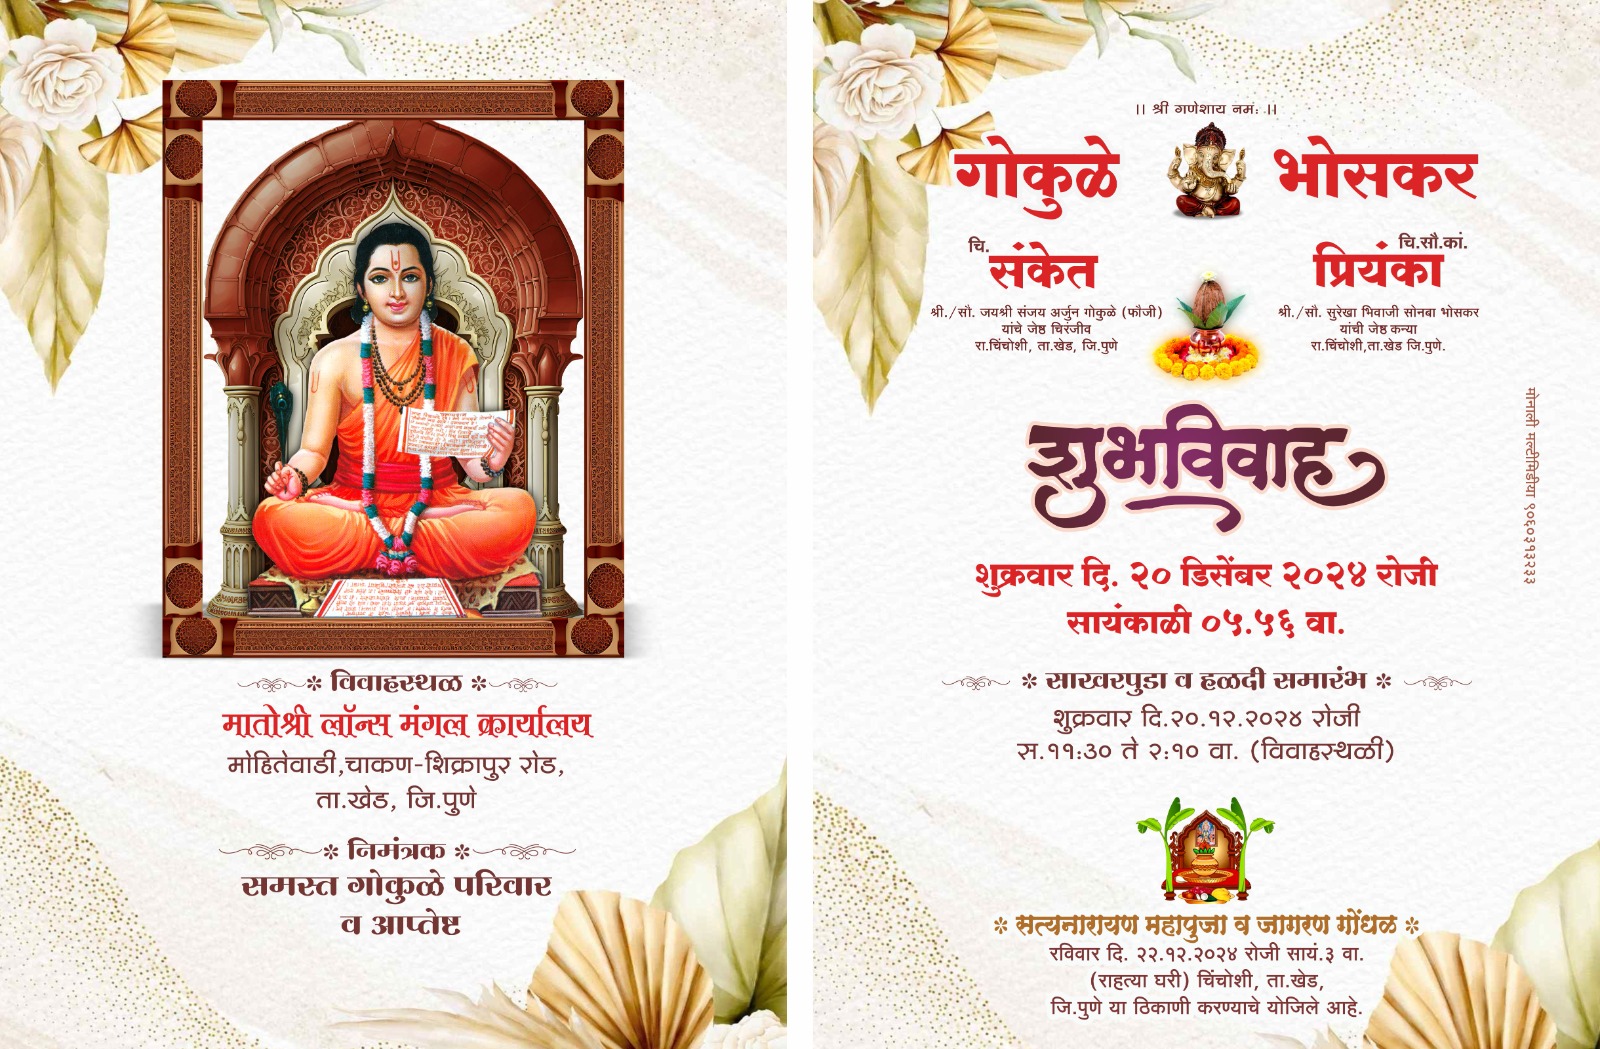 * विवाहस्थळ *
मातोश्री लॉन्स मंगल कार्यालय
मोहितेवाडी,चाकण-शिक्रापुर रोड,
ता.खेड, जि.पुणे
* निमंत्रक *
समस्त गोकुळे परिवार
व आप्तेष्ट
।। श्री गणेशाय नमः ।।
गोकुळे
भोसकर
चि.
संकेत
चि.सौ.कां.
प्रियंका
श्री./सौ. जयश्री संजय अर्जुन गोकुळे (फौजी)
यांचे जेष्ठ चिरंजीव
रा.चिंचोशी, ता.खेड, जि.पुणे
श्री./सौ. सुरेखा भिवाजी सोनबा भोसकर
यांची जेष्ठ कन्या
रा.चिंचोशी,ता.खेड जि.पुणे.
शुभविवाह
शुक्रवार दि. २० डिसेंबर २०२४ रोजी
सायंकाळी ०५.५६ वा.
* साखरपुडा व हळदी समारंभ *
शुक्रवार दि.२०.१२.२०२४ रोजी
स.११:३० ते २:१० वा. (विवाहस्थळी)
* सत्यनारायण महापुजा व जागरण गोंधळ *
रविवार दि. २२.१२.२०२४ रोजी सायं.३ वा.
(राहत्या घरी) चिंचोशी, ता.खेड,
जि.पुणे या ठिकाणी करण्याचे योजिले आहे.
मोनाली मल्टीमिडीया ९०६०३१३२३३